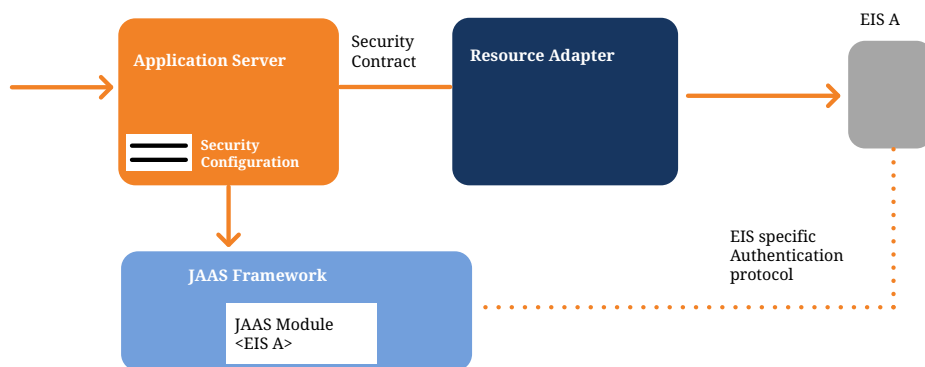 EIS A
Application Server
Security
Contract
Resource Adapter
Security
Configuration
EIS specific
Authentication
protocol
JAAS Framework
JAAS Module
<EIS A>